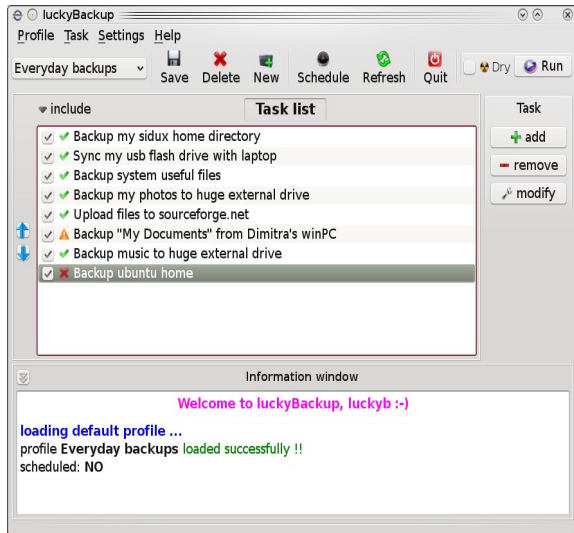 luckyBackup
Profile Task Settings Help
Everyday backups Save Delete New Schedule Refresh Quit Dry Run
include Task list Task
Backup my sidux home directory
Sync my usb flash drive with laptop
Backup system useful files
Backup my photos to huge external drive
Upload files to sourceforge.net
Backup "My Documents" from Dimitra's winPC
Backup music to huge external drive
Backup ubuntu home
add
remove
modify
Information window
Welcome to luckyBackup, luckyb :-)
loading default profile ...
profile Everyday backups loaded successfully !!
scheduled: NO